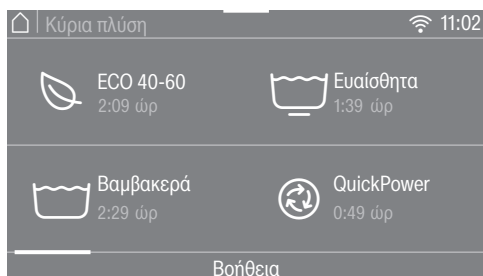 Κύρια πλύση 11:02
ECO 40-60
2:09 ώρ
Ευαίσθητα
1:39 ώρ
Βαμβακερά
2:29 ώρ
QuickPower
0:49 ώρ
Βοήθεια